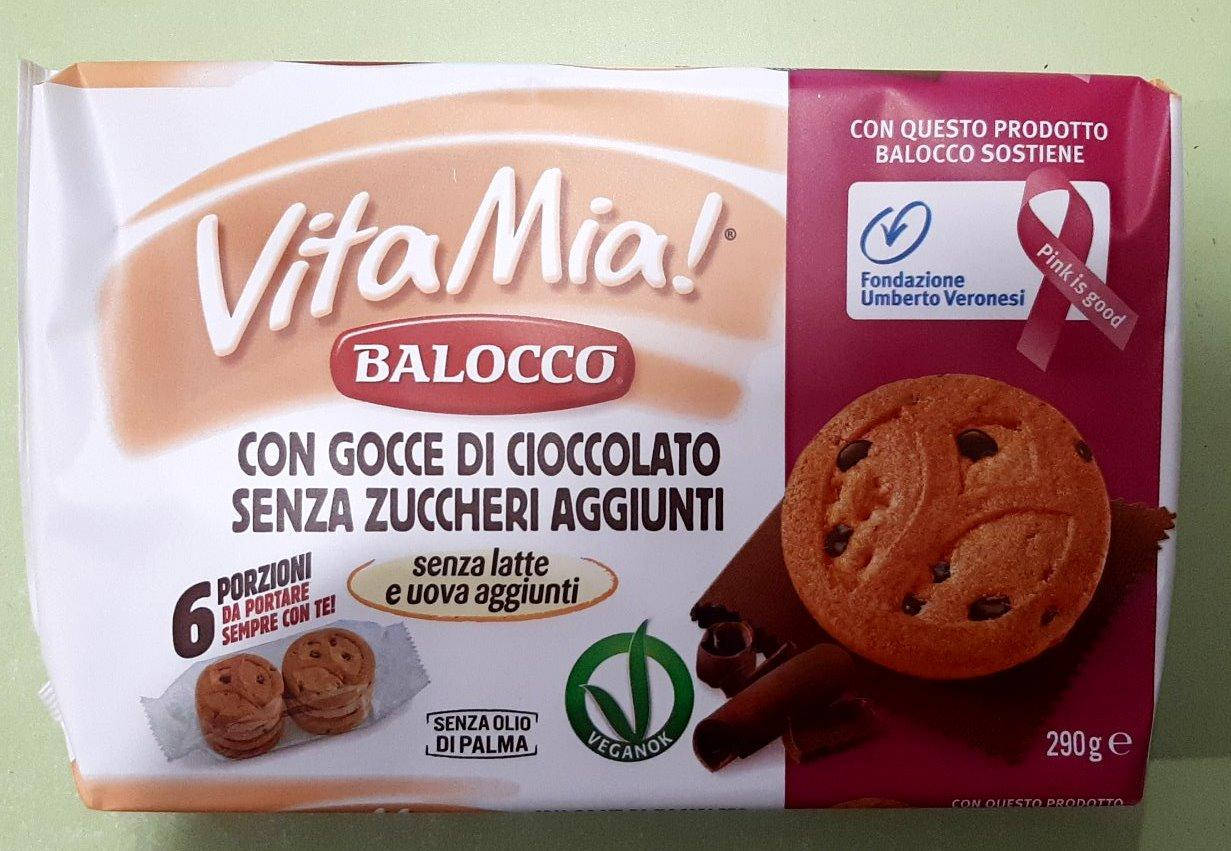 Vita Mia!®
BALOCCO
CON GOCCE DI CIOCCOLATO
SENZA ZUCCHERI AGGIUNTI
senza latte
e uova aggiunti
6 PORZIONI
DA PORTARE
SEMPRE CON TE!
SENZA OLIO
DI PALMA
VEGANOK
CON QUESTO PRODOTTO
BALOCCO SOSTIENE
Fondazione
Umberto Veronesi
Pink is good
290g e
CON QUESTO PRODOTTO